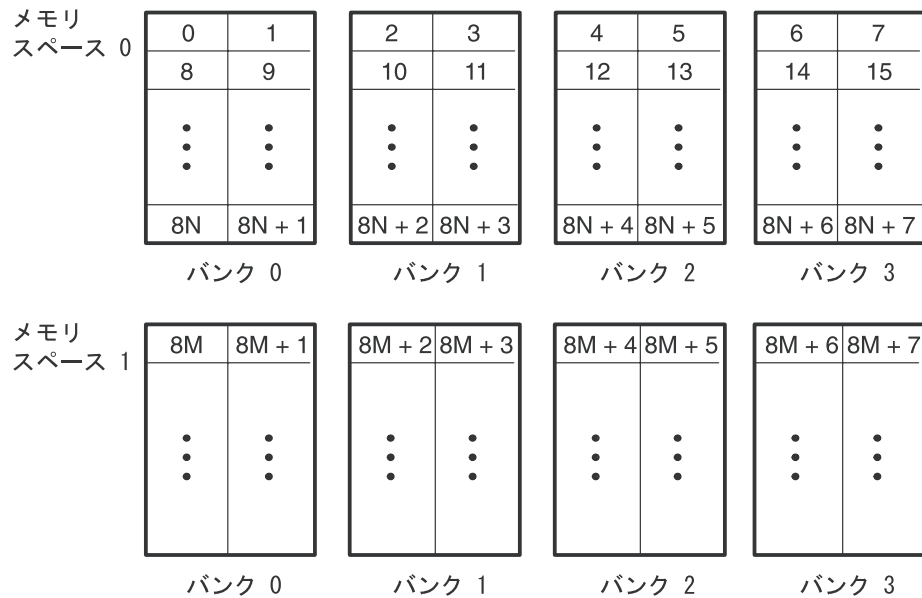 メモリ
スペース 0
0 1 2 3 4 5 6 7
8 9 10 11 12 13 14 15
8N 8N + 1 8N + 2 8N + 3 8N + 4 8N + 5 8N + 6 8N + 7
バンク 0 バンク 1 バンク 2 バンク 3
メモリ
スペース 1
8M 8M + 1 8M + 2 8M + 3 8M + 4 8M + 5 8M + 6 8M + 7
バンク 0 バンク 1 バンク 2 バンク 3